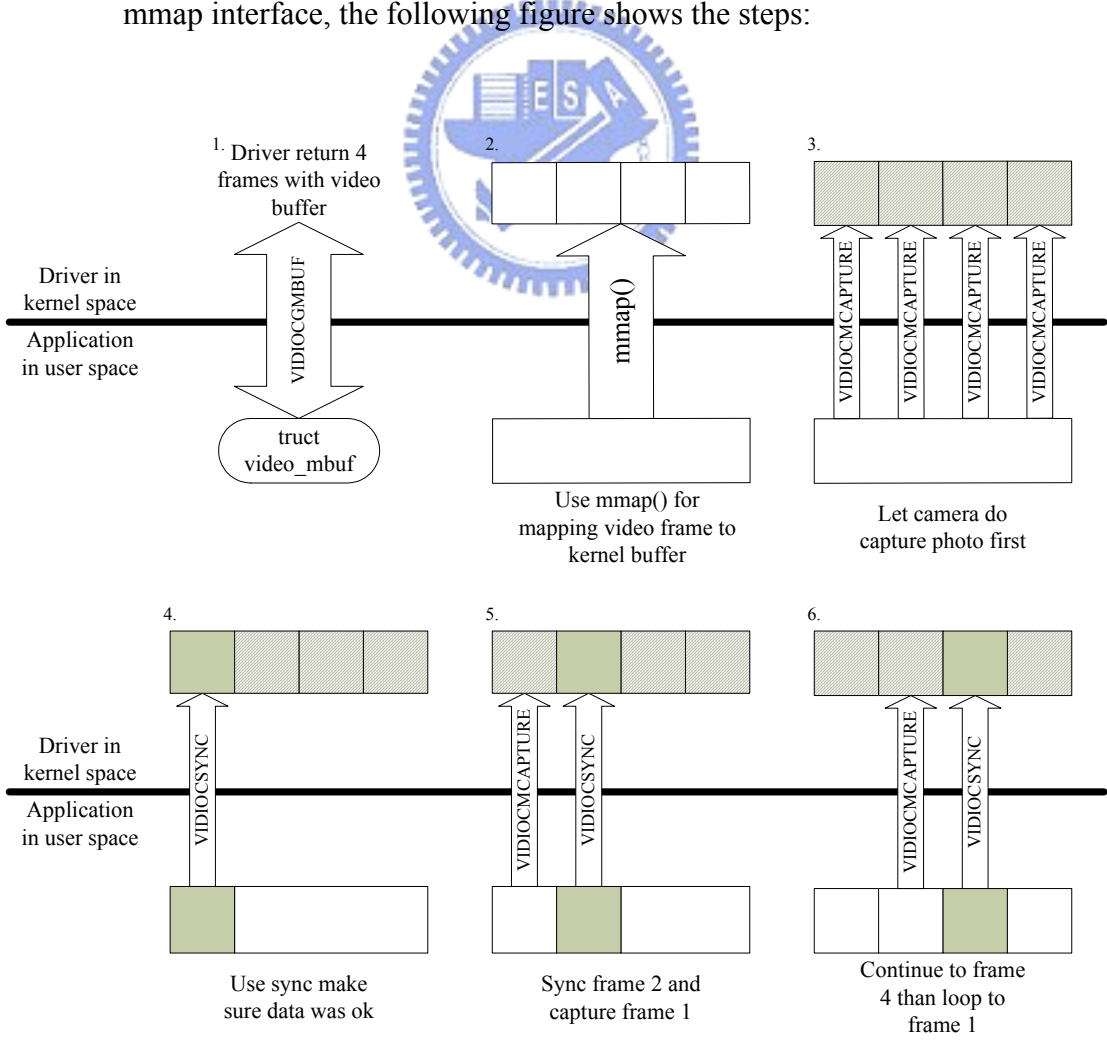 mmap interface, the following figure shows the steps:
E S A
1. Driver return 4
frames with video
buffer
2.
3.
Driver in
kernel space
Application
in user space
VIDIOCGMBUF
mmap()
VIDIOCMCAPTURE
VIDIOCMCAPTURE
VIDIOCMCAPTURE
VIDIOCMCAPTURE
truct
video_mbuf
Use mmap() for
mapping video frame to
kernel buffer
Let camera do
capture photo first
4.
5.
6.
Driver in
kernel space
Application
in user space
VIDIOCSYNC
VIDIOCMCAPTURE
VIDIOCSYNC
VIDIOCMCAPTURE
VIDIOCSYNC
Use sync make
sure data was ok
Sync frame 2 and
capture frame 1
Continue to frame
4 than loop to
frame 1